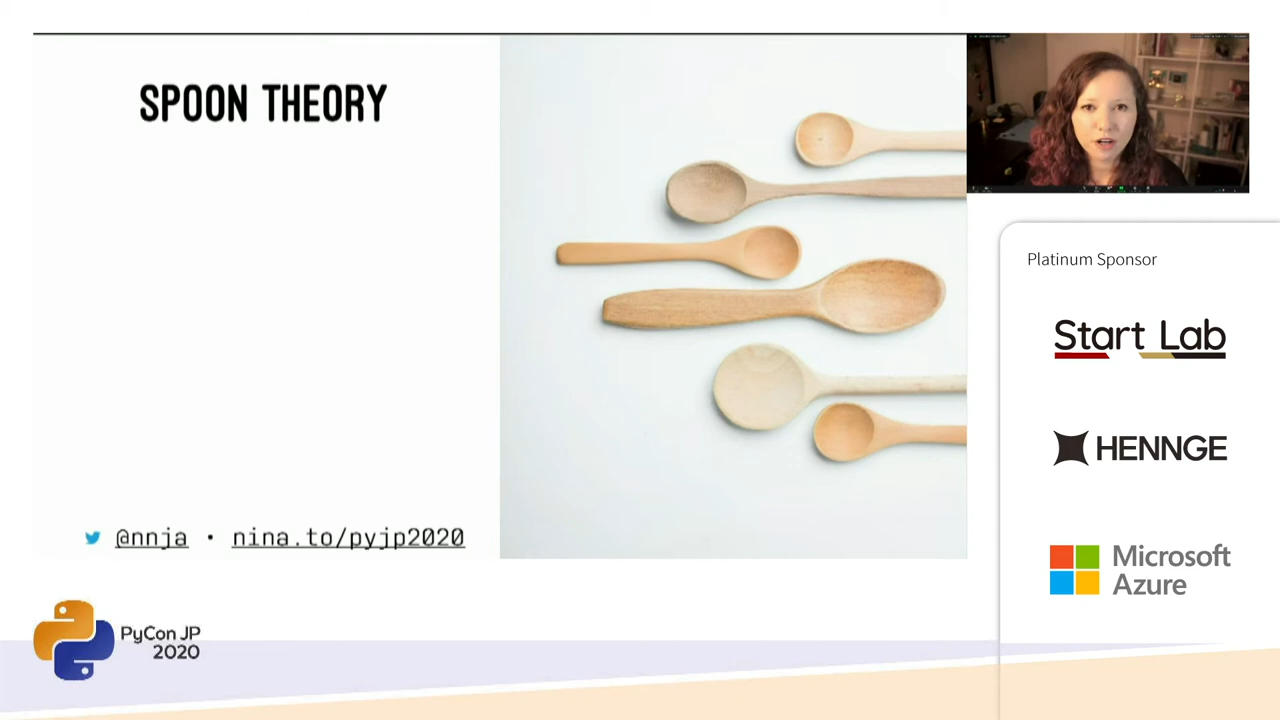 SPOON THEORY
@nnja • nina.to/pyjp2020
Platinum Sponsor
Start Lab
HENNGE
Microsoft
Azure
PyCon JP
2020